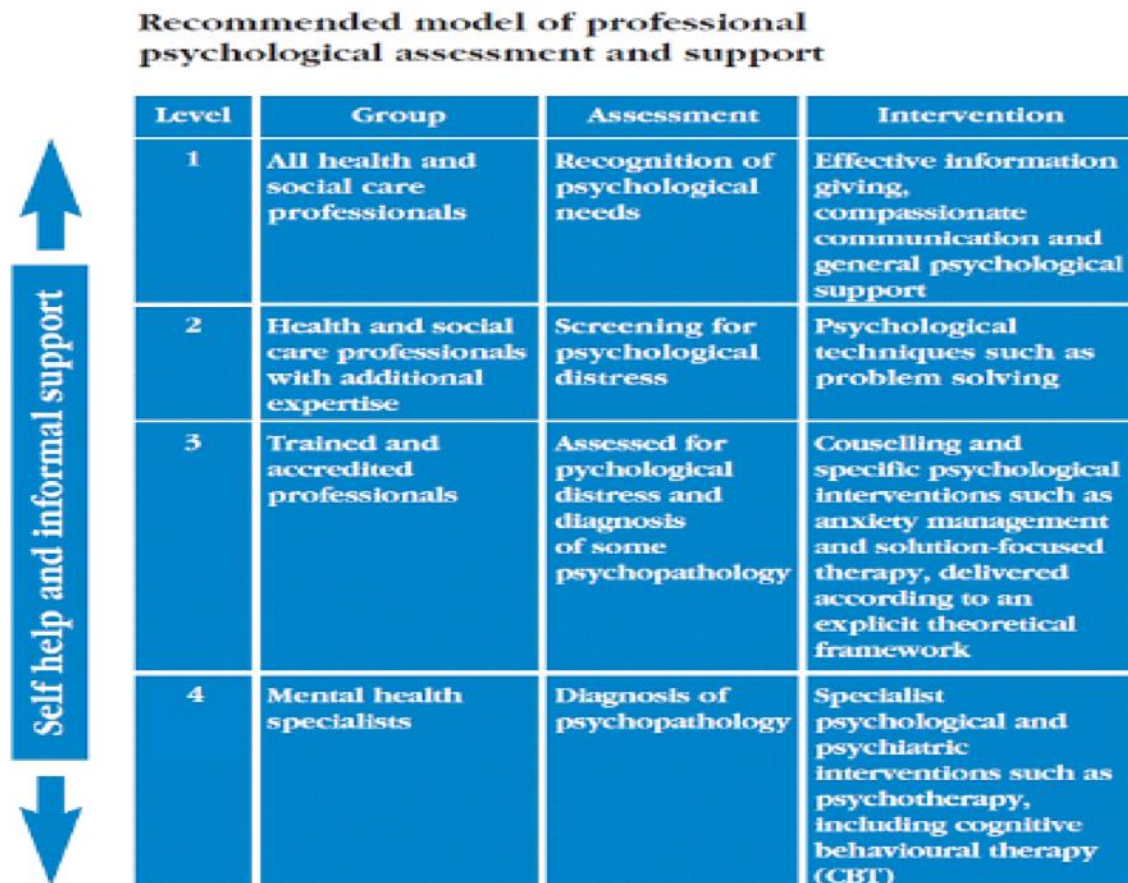 Recommended model of professional
psychological assessment and support
Level Group Assessment Intervention
1 All health and Recognition of Effective information
social care psychological giving,
professionals needs compassionate
communication and
general psychological
support
2 Health and social Screening for Psychological
care professionals psychological techniques such as
with additional distress problem solving
expertise
3 Trained and Assessed for Couselling and
accredited pychological specific psychological
professionals distress and interventions such as
diagnosis anxiety management
of some and solution-focused
psychopathology therapy, delivered
according to an
explicit theoretical
framework
4 Mental health Diagnosis of Specialist
specialists psychopathology psychological and
psychiatric
interventions such as
psychotherapy,
including cognitive
behavioural therapy
(CBT)
Self help and informal support